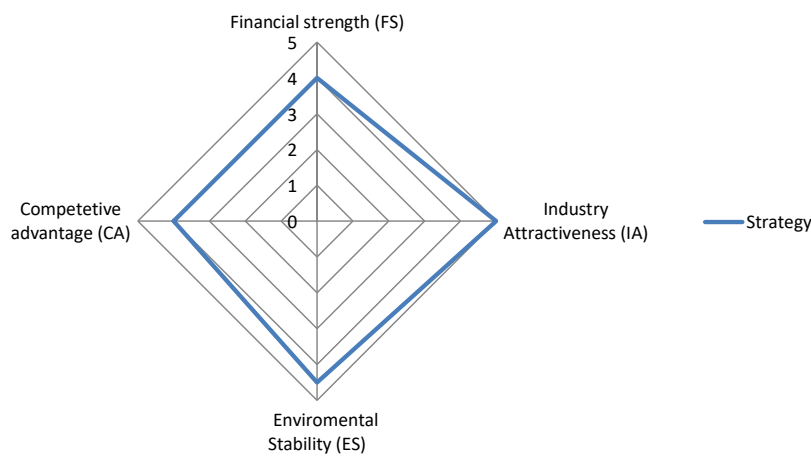 Financial strength (FS)
5
4
3
2
1
0
Competetive
advantage (CA)
Industry
Attractiveness (IA)
Strategy
Enviromental
Stability (ES)